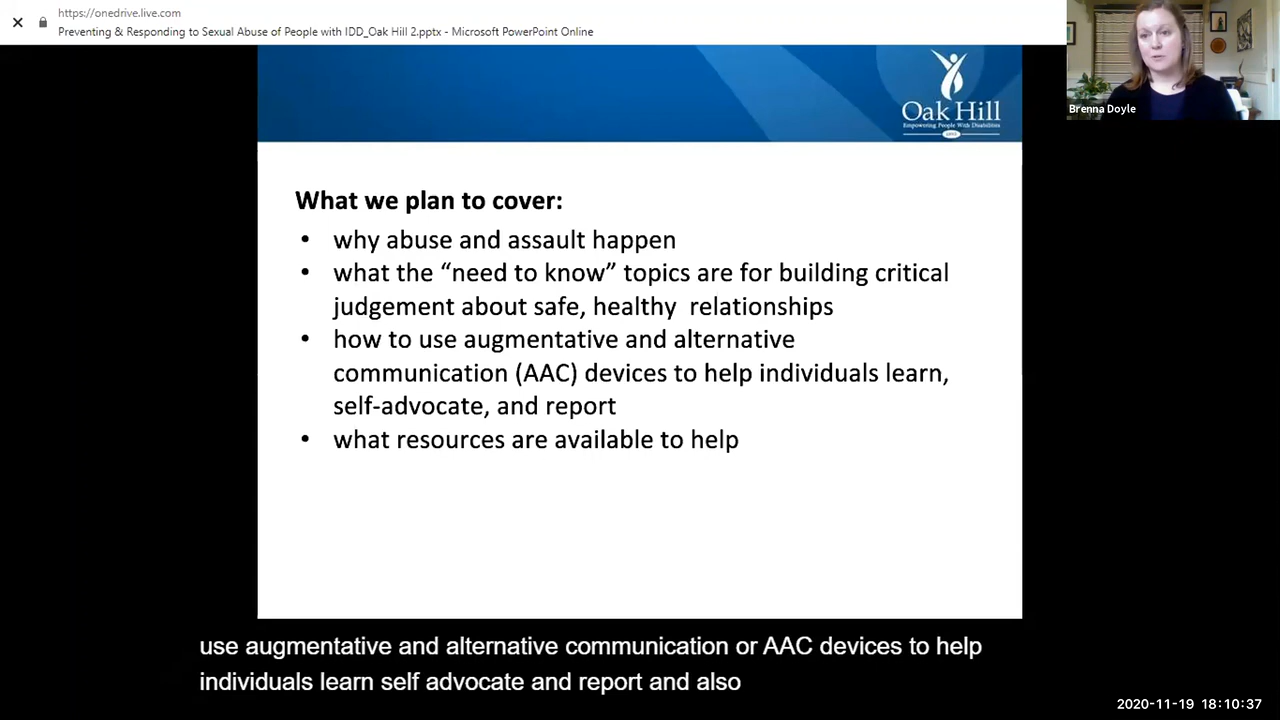 https://onedrive.live.com
Preventing & Responding to Sexual Abuse of People with IDD_Oak Hill 2.pptx - Microsoft PowerPoint Online
Brenna Doyle
Oak Hill
Empowering People With Disabilities
What we plan to cover:
• why abuse and assault happen
• what the “need to know” topics are for building critical
judgement about safe, healthy relationships
• how to use augmentative and alternative
communication (AAC) devices to help individuals learn,
self-advocate, and report
• what resources are available to help
use augmentative and alternative communication or AAC devices to help
individuals learn self advocate and report and also
2020-11-19 18:10:37